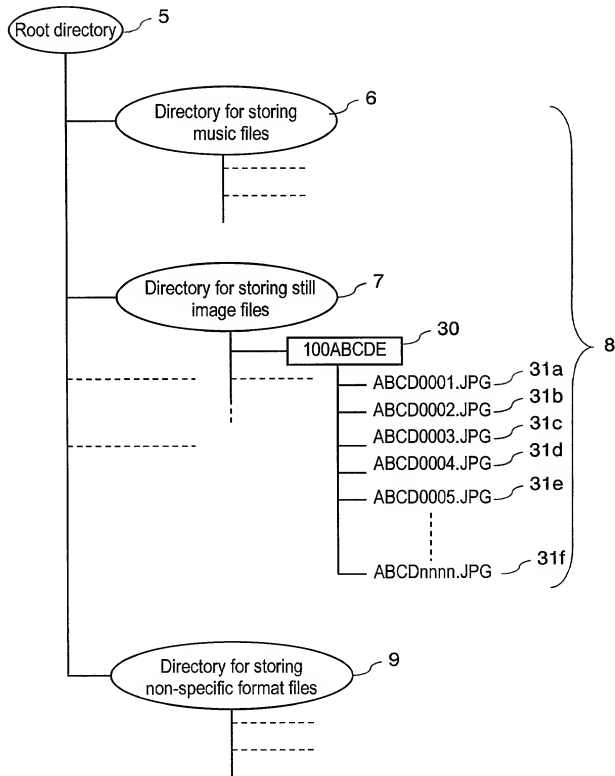 Root directory
5
Directory for storing
music files
6
8
Directory for storing still
image files
7
100ABCDE
30
ABCD0001.JPG
31a
ABCD0002.JPG
31b
ABCD0003.JPG
31c
ABCD0004.JPG
31d
ABCD0005.JPG
31e
ABCDnnnn.JPG
31f
Directory for storing
non-specific format files
9